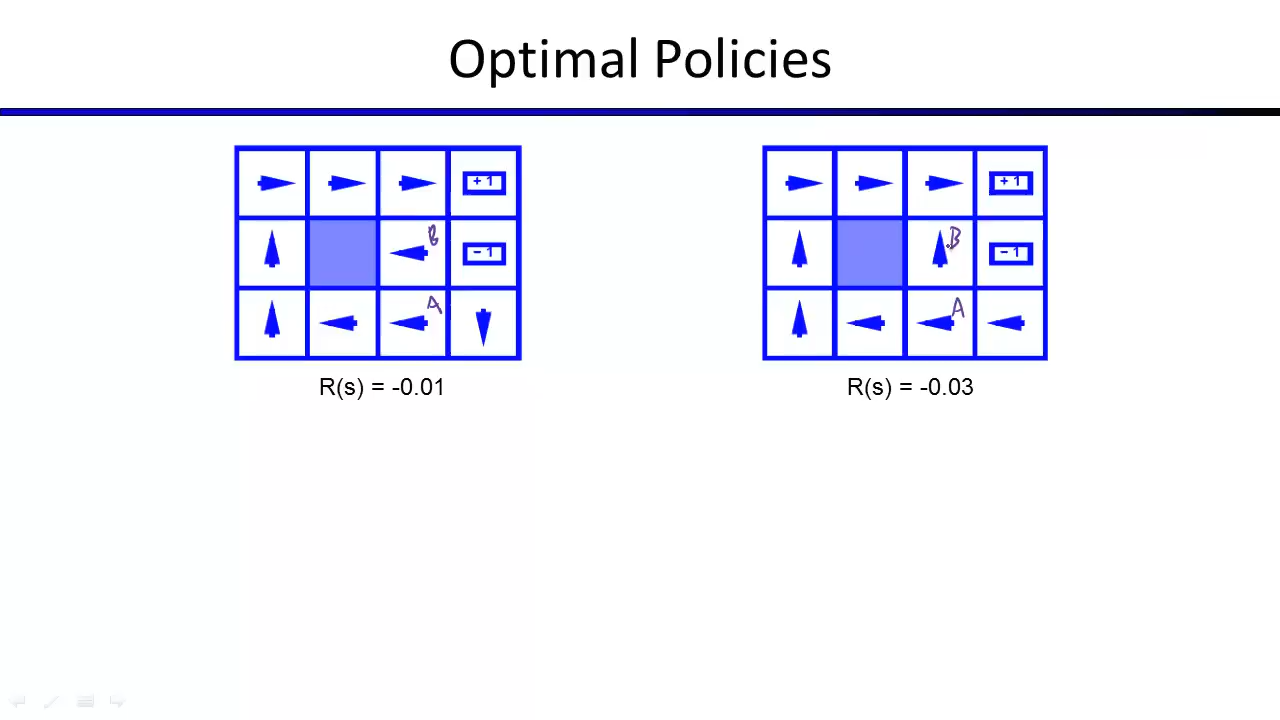 Optimal Policies
+1
B
-1
A
R(s) = -0.01
+1
B
-1
A
R(s) = -0.03